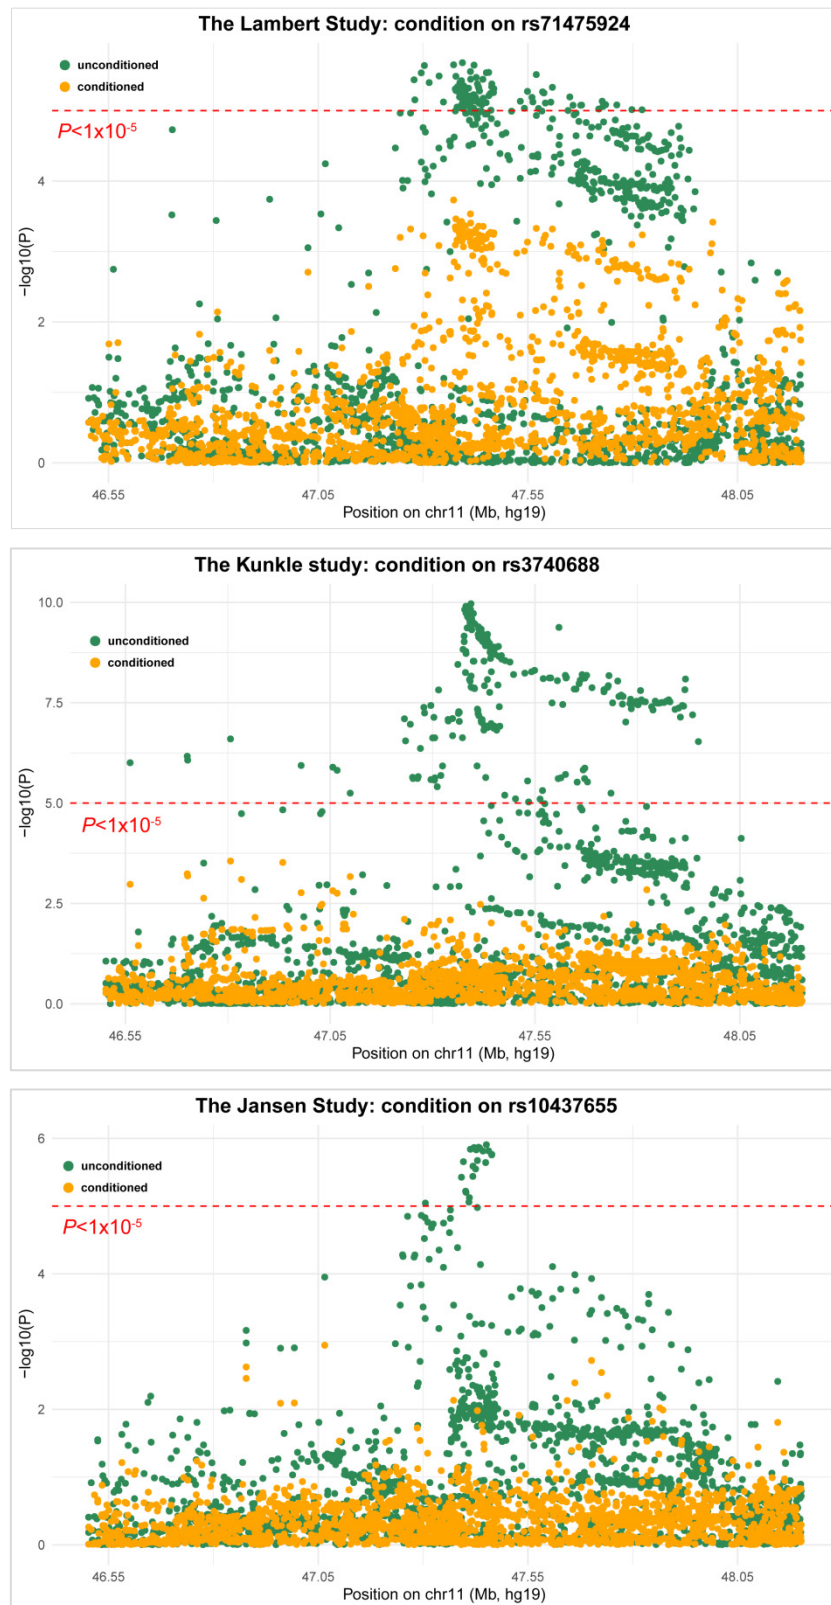 The Lambert Study: condition on rs71475924
unconditioned
conditioned
P<1x10-5
4
2
0
−log10(P)
46.55 47.05 47.55 48.05
Position on chr11 (Mb, hg19)
The Kunkle study: condition on rs3740688
10.0
unconditioned
conditioned
7.5
5.0
P<1x10-5
2.5
0.0
−log10(P)
46.55 47.05 47.55 48.05
Position on chr11 (Mb, hg19)
The Jansen Study: condition on rs10437655
6
unconditioned
conditioned
P<1x10-5
4
2
0
−log10(P)
46.55 47.05 47.55 48.05
Position on chr11 (Mb, hg19)